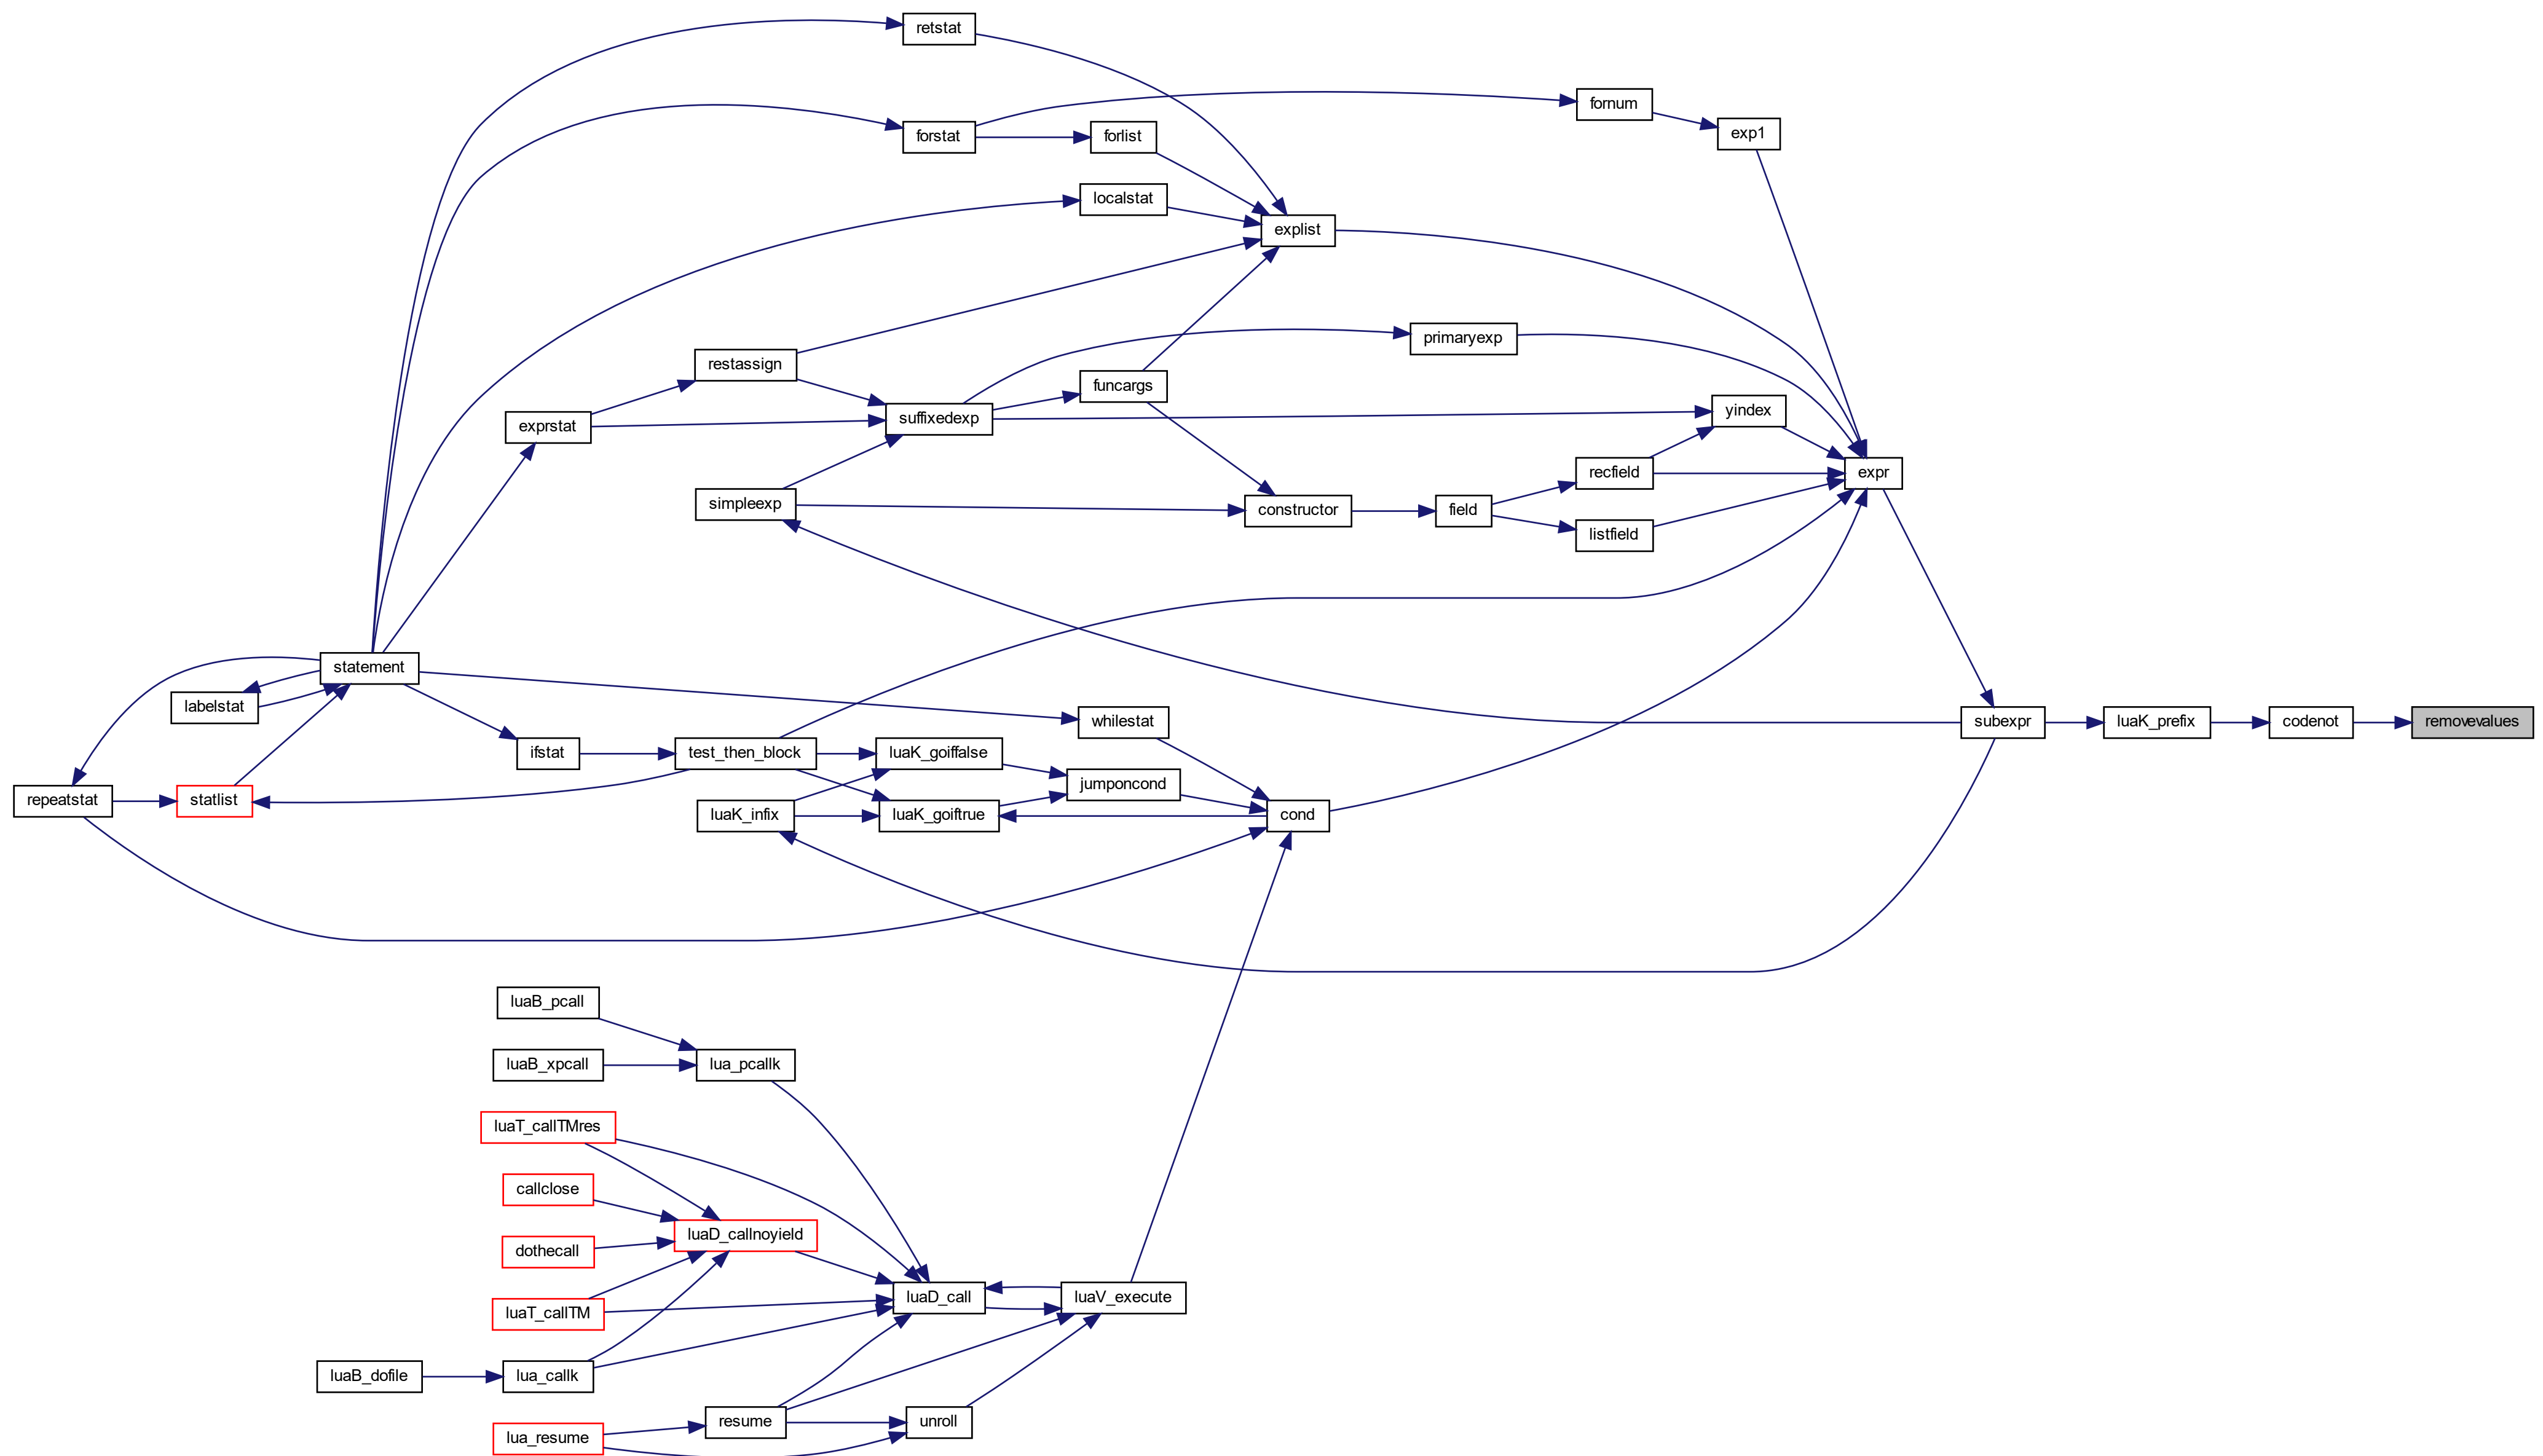 retstat
fornum
exp1
forstat
forlist
localstat
explist
primaryexp
restassign
funcargs
yindex
suffixedexp
exprstat
expr
recfield
simpleexp
constructor
field
listfield
statement
labelstat
whilestat
subexpr
luaK_prefix
codenot
removevalues
ifstat
test_then_block
luaK_goiffalse
jumponcond
repeatstat
statlist
luaK_infix
luaK_goiftrue
cond
luaB_pcall
luaB_xpcall
lua_pcallk
luaT_callTMres
callclose
luaD_callnoyield
dothecall
luaT_callTM
luaD_call
luaV_execute
luaB_dofile
lua_callk
resume
unroll
lua_resume